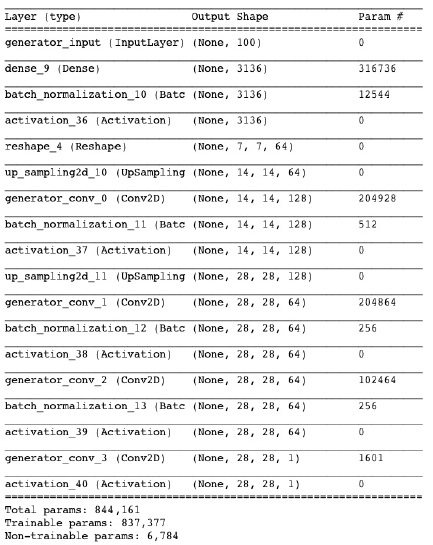 Layer (type) Output Shape Param #
generator_input (InputLayer) (None, 100) 0
dense_9 (Dense) (None, 3136) 316736
batch_normalization_10 (Batc (None, 3136) 12544
activation_36 (Activation) (None, 3136) 0
reshape_4 (Reshape) (None, 7, 7, 64) 0
up_sampling2d_10 (UpSampling (None, 14, 14, 64) 0
generator_conv_0 (Conv2D) (None, 14, 14, 128) 204928
batch_normalization_11 (Batc (None, 14, 14, 128) 512
activation_37 (Activation) (None, 14, 14, 128) 0
up_sampling2d_11 (UpSampling (None, 28, 28, 128) 0
generator_conv_1 (Conv2D) (None, 28, 28, 64) 204864
batch_normalization_12 (Batc (None, 28, 28, 64) 256
activation_38 (Activation) (None, 28, 28, 64) 0
generator_conv_2 (Conv2D) (None, 28, 28, 64) 102464
batch_normalization_13 (Batc (None, 28, 28, 64) 256
activation_39 (Activation) (None, 28, 28, 64) 0
generator_conv_3 (Conv2D) (None, 28, 28, 1) 1601
activation_40 (Activation) (None, 28, 28, 1) 0
Total params: 844,161
Trainable params: 837,377
Non-trainable params: 6,784